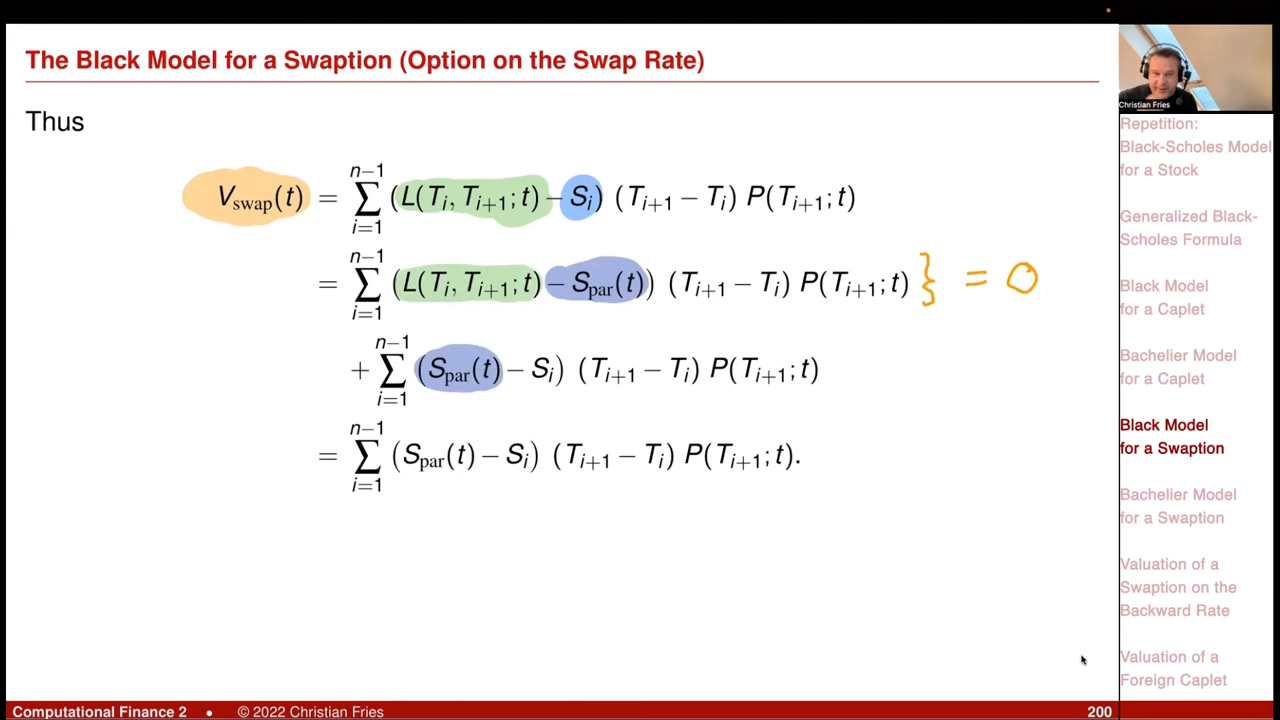 The Black Model for a Swaption (Option on the Swap Rate)
Thus
V_swap(t) = ∑_{i=1}^{n−1} (L(T_i, T_{i+1}; t) − S_i) (T_{i+1} − T_i) P(T_{i+1}; t)
= ∑_{i=1}^{n−1} (L(T_i, T_{i+1}; t) − S_par(t)) (T_{i+1} − T_i) P(T_{i+1}; t) } = 0
+ ∑_{i=1}^{n−1} (S_par(t) − S_i) (T_{i+1} − T_i) P(T_{i+1}; t)
= ∑_{i=1}^{n−1} (S_par(t) − S_i) (T_{i+1} − T_i) P(T_{i+1}; t).
Christian Fries
Repetition:
Black-Scholes Model
for a Stock
Generalized Black-
Scholes Formula
Black Model
for a Caplet
Bachelier Model
for a Caplet
Black Model
for a Swaption
Bachelier Model
for a Swaption
Valuation of a
Swaption on the
Backward Rate
Valuation of a
Foreign Caplet
Computational Finance 2 • © 2022 Christian Fries 200